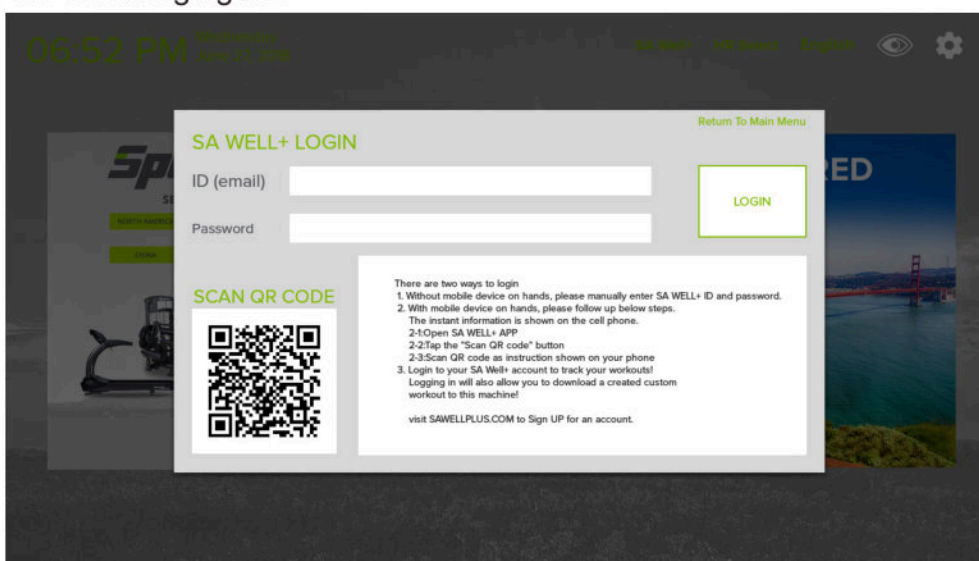 06:52 PM
SA Well+ English
SA WELL+ LOGIN
Return To Main Menu
ID (email)
LOGIN
Password
NORTH AMERICA
CHINA
SCAN QR CODE
There are two ways to login
1. Without mobile device on hands, please manually enter SA WELL+ ID and password.
2. With mobile device on hands, please follow up below steps.
The instant information is shown on the cell phone.
2-1:Open SA WELL+ APP
2-2:Tap the "Scan QR code" button
2-3:Scan QR code as instruction shown on your phone
3. Login to your SA Well+ account to track your workouts!
Logging in will also allow you to download a created custom
workout to this machine!
visit SAWELLPLUS.COM to Sign UP for an account.